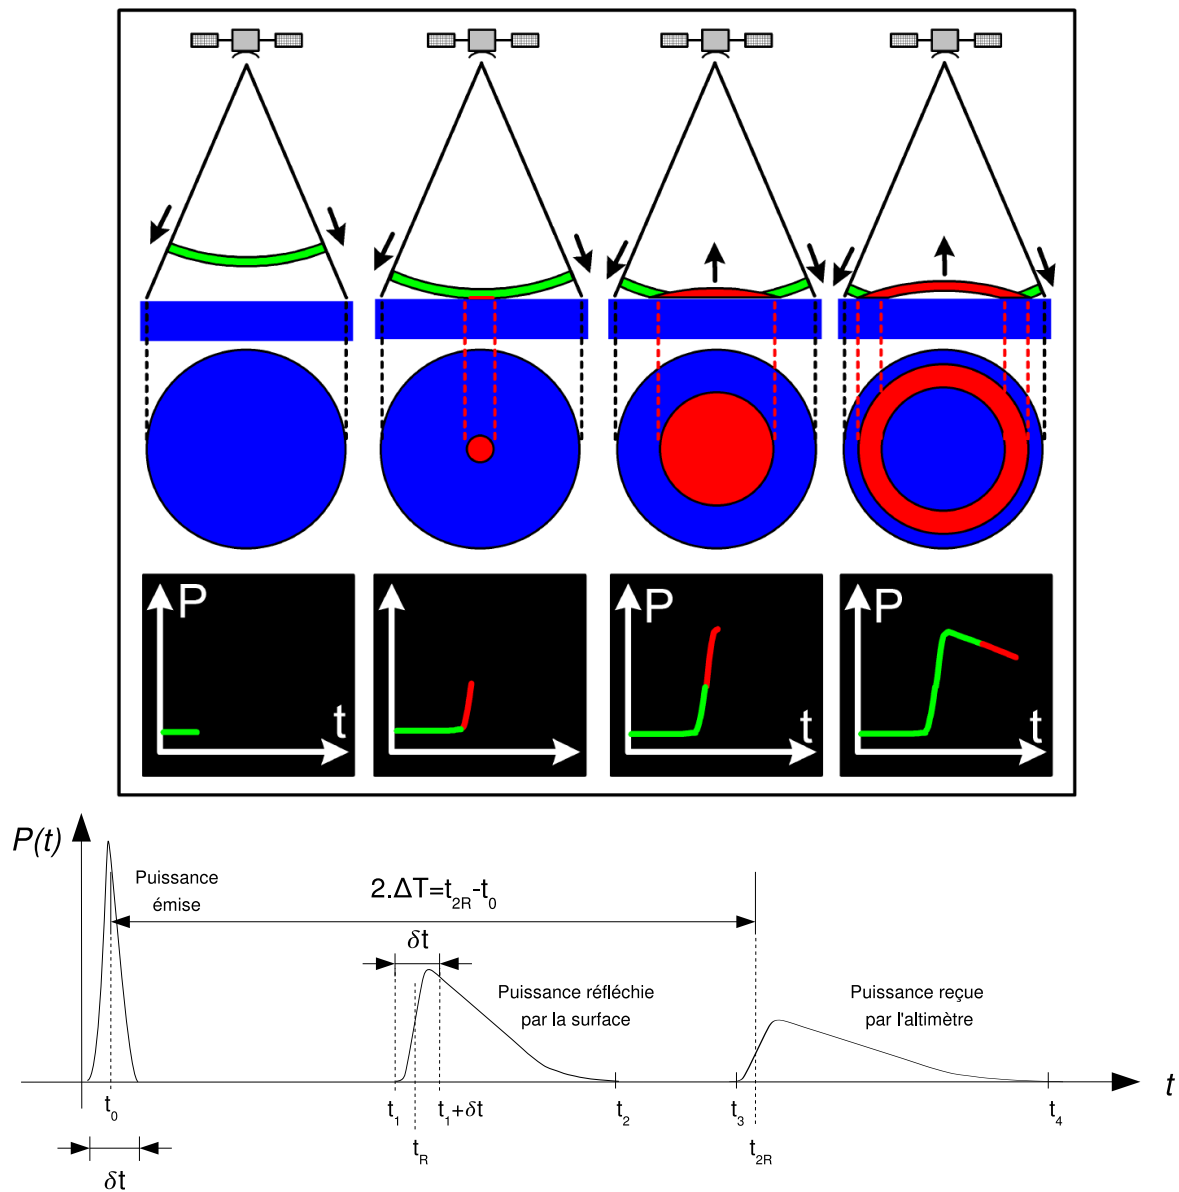 P
t
P
t
P
t
P(t)
Puissance
émise
2.ΔT=t2R-t0
δt
Puissance réfléchie
par la surface
Puissance reçue
par l'altimètre
t0
t1
t1+δt
t2
t3
t4
t
tR
t2R
δt